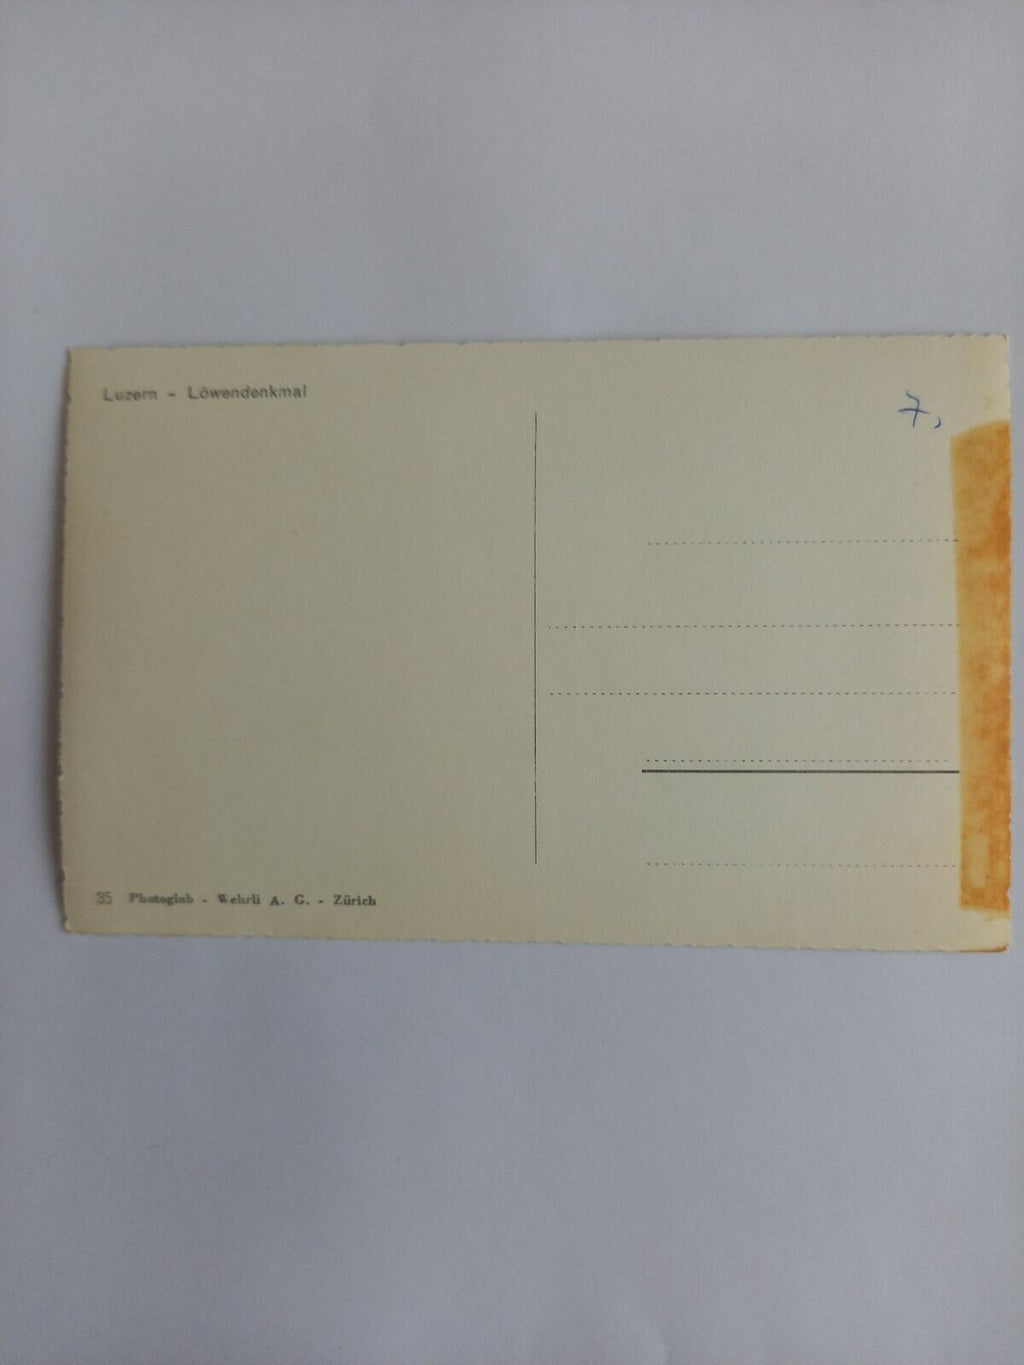 Luzern - Löwendenkmal
7,
35 Photoglob - Wehrli A. G. - Zürich